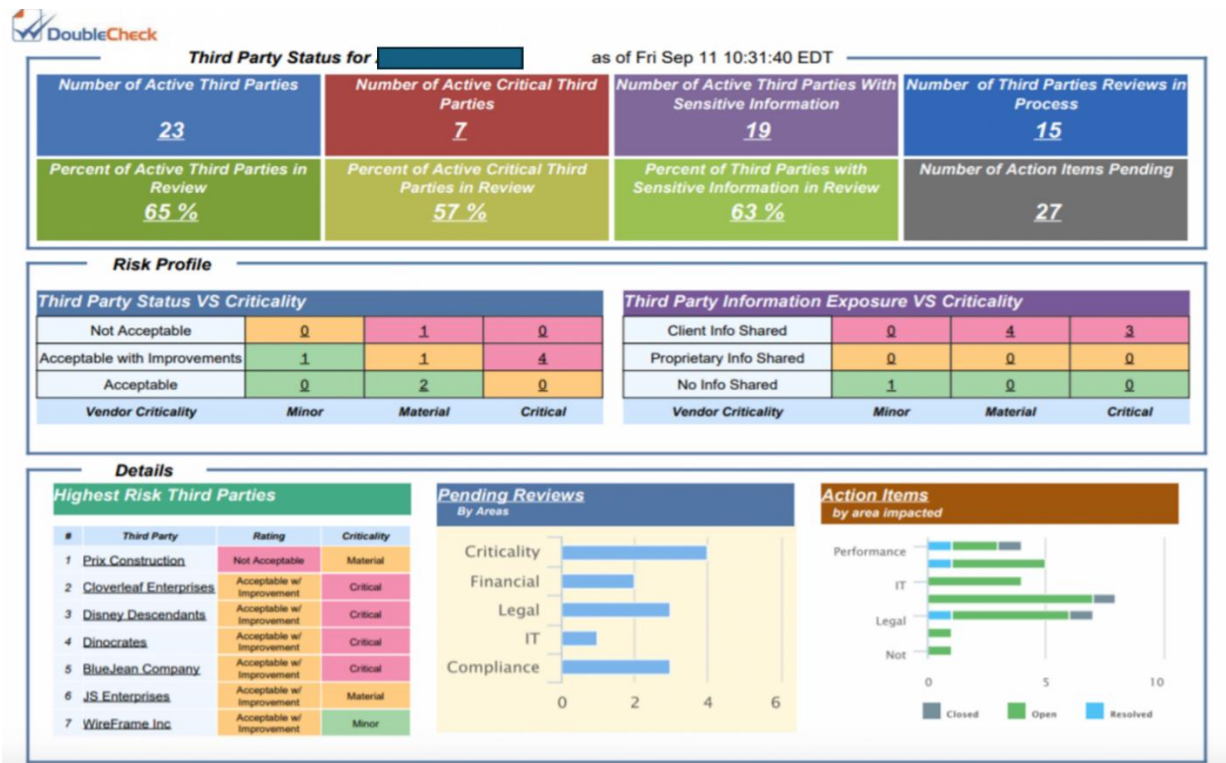 DoubleCheck
Third Party Status for
as of Fri Sep 11 10:31:40 EDT
Number of Active Third Parties
23
Number of Active Critical Third
Parties
7
Number of Active Third Parties With
Sensitive Information
19
Number of Third Parties Reviews in
Process
15
Percent of Active Third Parties in
Review
65 %
Percent of Active Critical Third
Parties in Review
57 %
Percent of Third Parties with
Sensitive Information in Review
63 %
Number of Action Items Pending
27
Risk Profile
Third Party Status VS Criticality
Not Acceptable 0 1 0
Acceptable with Improvements 1 1 4
Acceptable 0 2 0
Vendor Criticality Minor Material Critical
Third Party Information Exposure VS Criticality
Client Info Shared 0 4 3
Proprietary Info Shared 0 0 0
No Info Shared 1 0 0
Vendor Criticality Minor Material Critical
Details
Highest Risk Third Parties
# Third Party Rating Criticality
1 Prix Construction Not Acceptable Material
2 Cloverleaf Enterprises Acceptable w/ Improvement Critical
3 Disney Descendants Acceptable w/ Improvement Critical
4 Dinocrates Acceptable w/ Improvement Critical
5 BlueJean Company Acceptable w/ Improvement Critical
6 JS Enterprises Acceptable w/ Improvement Material
7 WireFrame Inc Acceptable w/ Improvement Minor
Pending Reviews
By Areas
Criticality
Financial
Legal
IT
Compliance
0 2 4 6
Action Items
by area impacted
Performance
IT
Legal
Not
0 5 10
Closed Open Resolved